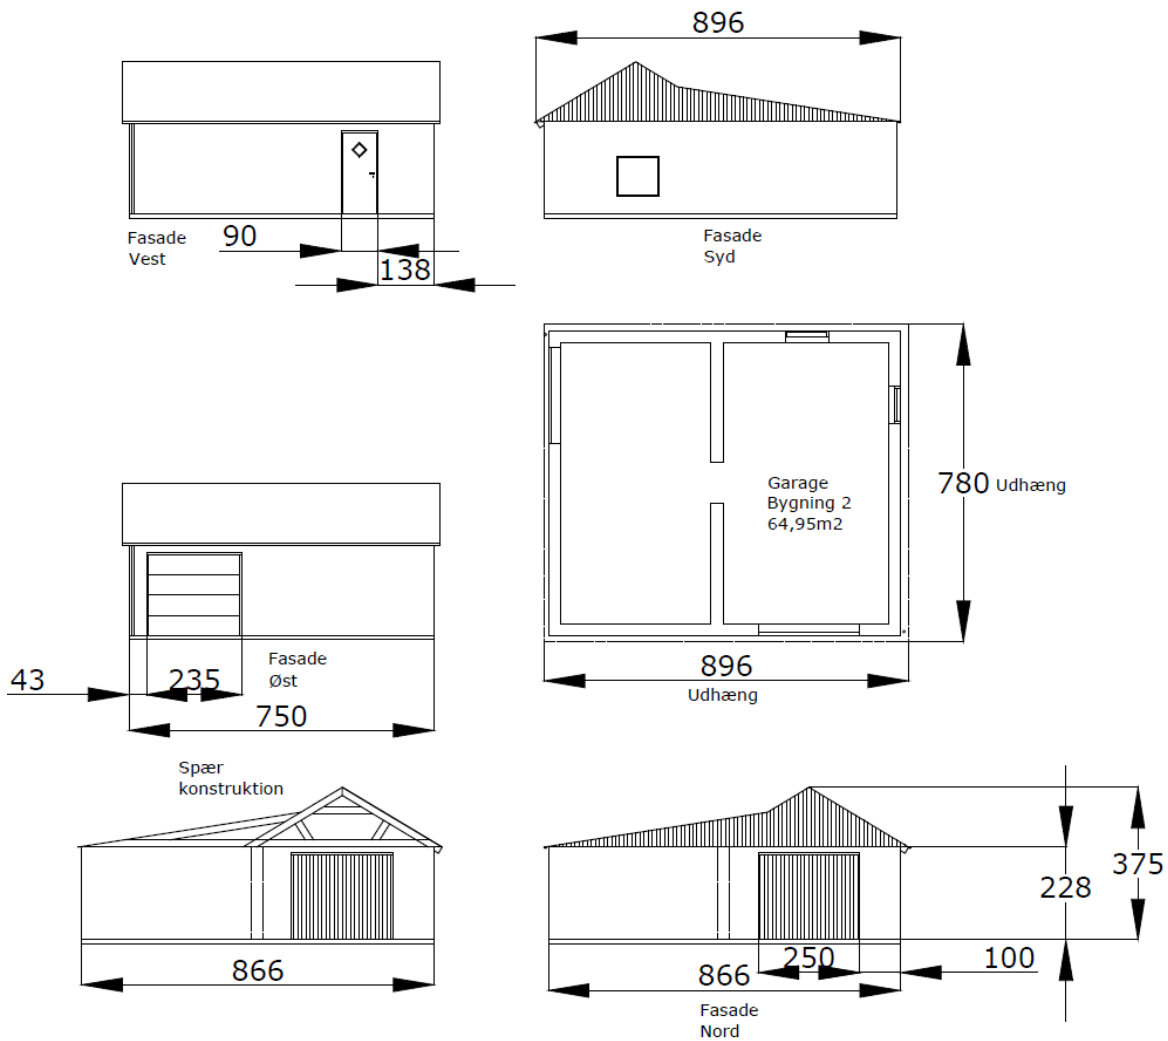 896
Fasade
Vest
90
138
Fasade
Syd
Garage
Bygning 2
64,95m2
780 Udhæng
896
Udhæng
43
235
Fasade
Øst
750
Spær
konstruktion
866
375
228
250
100
866
Fasade
Nord